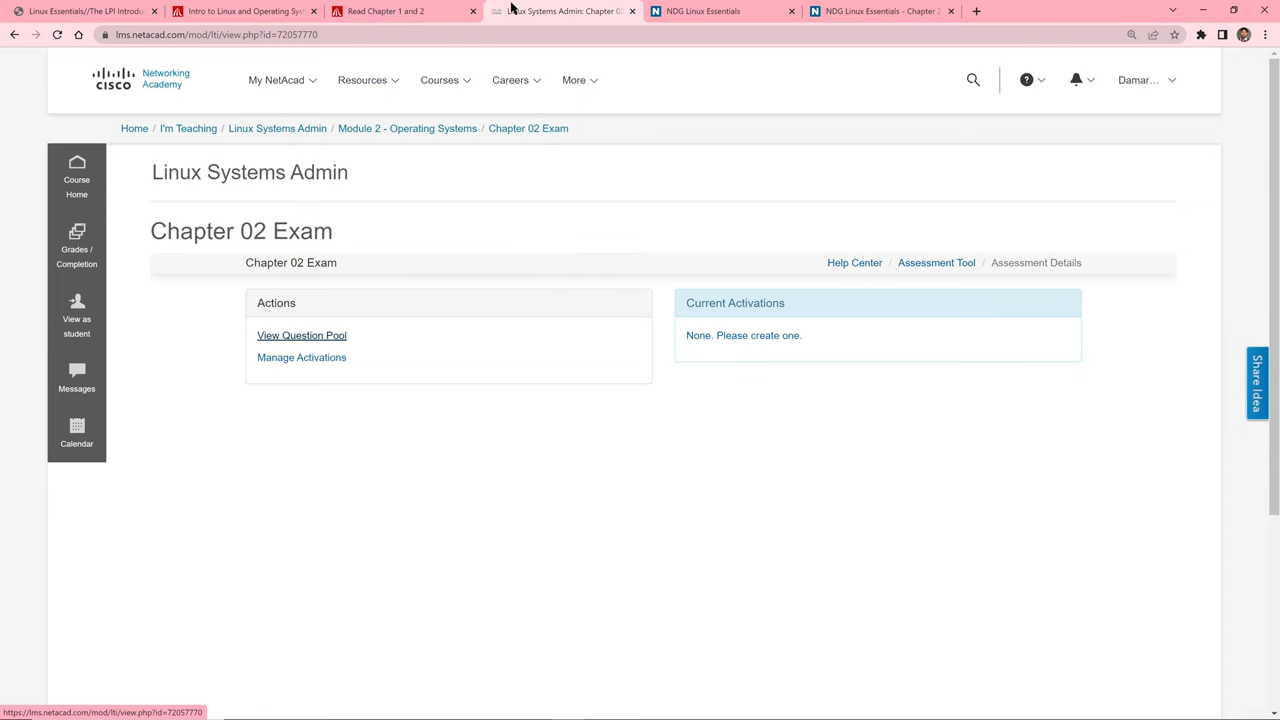 Linux Essentials//The LPI Introdu
Intro to Linux and Operating Sys
Read Chapter 1 and 2
Linux Systems Admin: Chapter 02
NDG Linux Essentials
NDG Linux Essentials - Chapter 2
lms.netacad.com/mod/lti/view.php?id=72057770
CISCO
Networking
Academy
My NetAcad
Resources
Courses
Careers
More
Damar...
Home / I'm Teaching / Linux Systems Admin / Module 2 - Operating Systems / Chapter 02 Exam
Course
Home
Grades /
Completion
View as
student
Messages
Calendar
Linux Systems Admin
Chapter 02 Exam
Chapter 02 Exam
Help Center / Assessment Tool / Assessment Details
Actions
View Question Pool
Manage Activations
Current Activations
None. Please create one.
Share Idea
https://lms.netacad.com/mod/lti/view.php?id=72057770